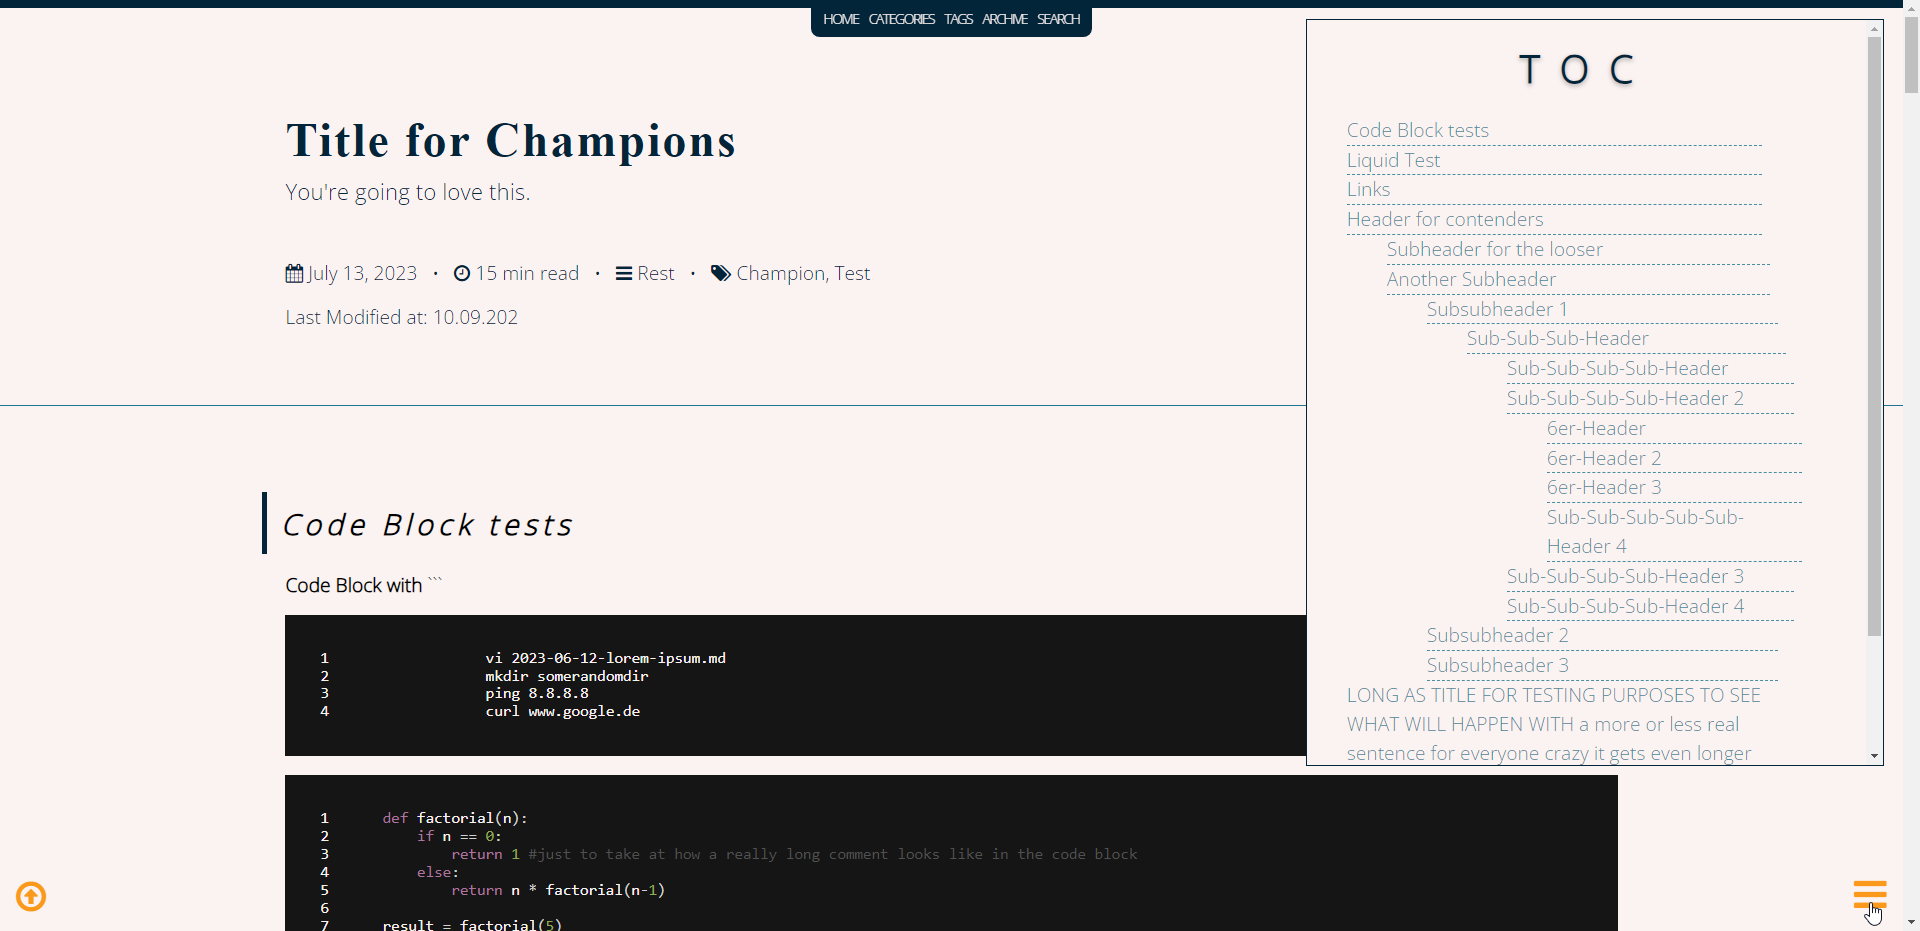 HOME CATEGORIES TAGS ARCHIVE SEARCH
Title for Champions
You're going to love this.
July 13, 2023 • 15 min read • Rest • Champion, Test
Last Modified at: 10.09.202
Code Block tests
Code Block with ```
1 vi 2023-06-12-lorem-ipsum.md
2 mkdir somerandomdir
3 ping 8.8.8.8
4 curl www.google.de
1 def factorial(n):
2 if n == 0:
3 return 1 #just to take at how a really long comment looks like in the code block
4 else:
5 return n * factorial(n-1)
6
7 result = factorial(5)
TOC
Code Block tests
Liquid Test
Links
Header for contenders
Subheader for the looser
Another Subheader
Subsubheader 1
Sub-Sub-Sub-Header
Sub-Sub-Sub-Sub-Header
Sub-Sub-Sub-Sub-Header 2
6er-Header
6er-Header 2
6er-Header 3
Sub-Sub-Sub-Sub-Sub-
Header 4
Sub-Sub-Sub-Sub-Header 3
Sub-Sub-Sub-Sub-Header 4
Subsubheader 2
Subsubheader 3
LONG AS TITLE FOR TESTING PURPOSES TO SEE
WHAT WILL HAPPEN WITH a more or less real
sentence for everyone crazy it gets even longer